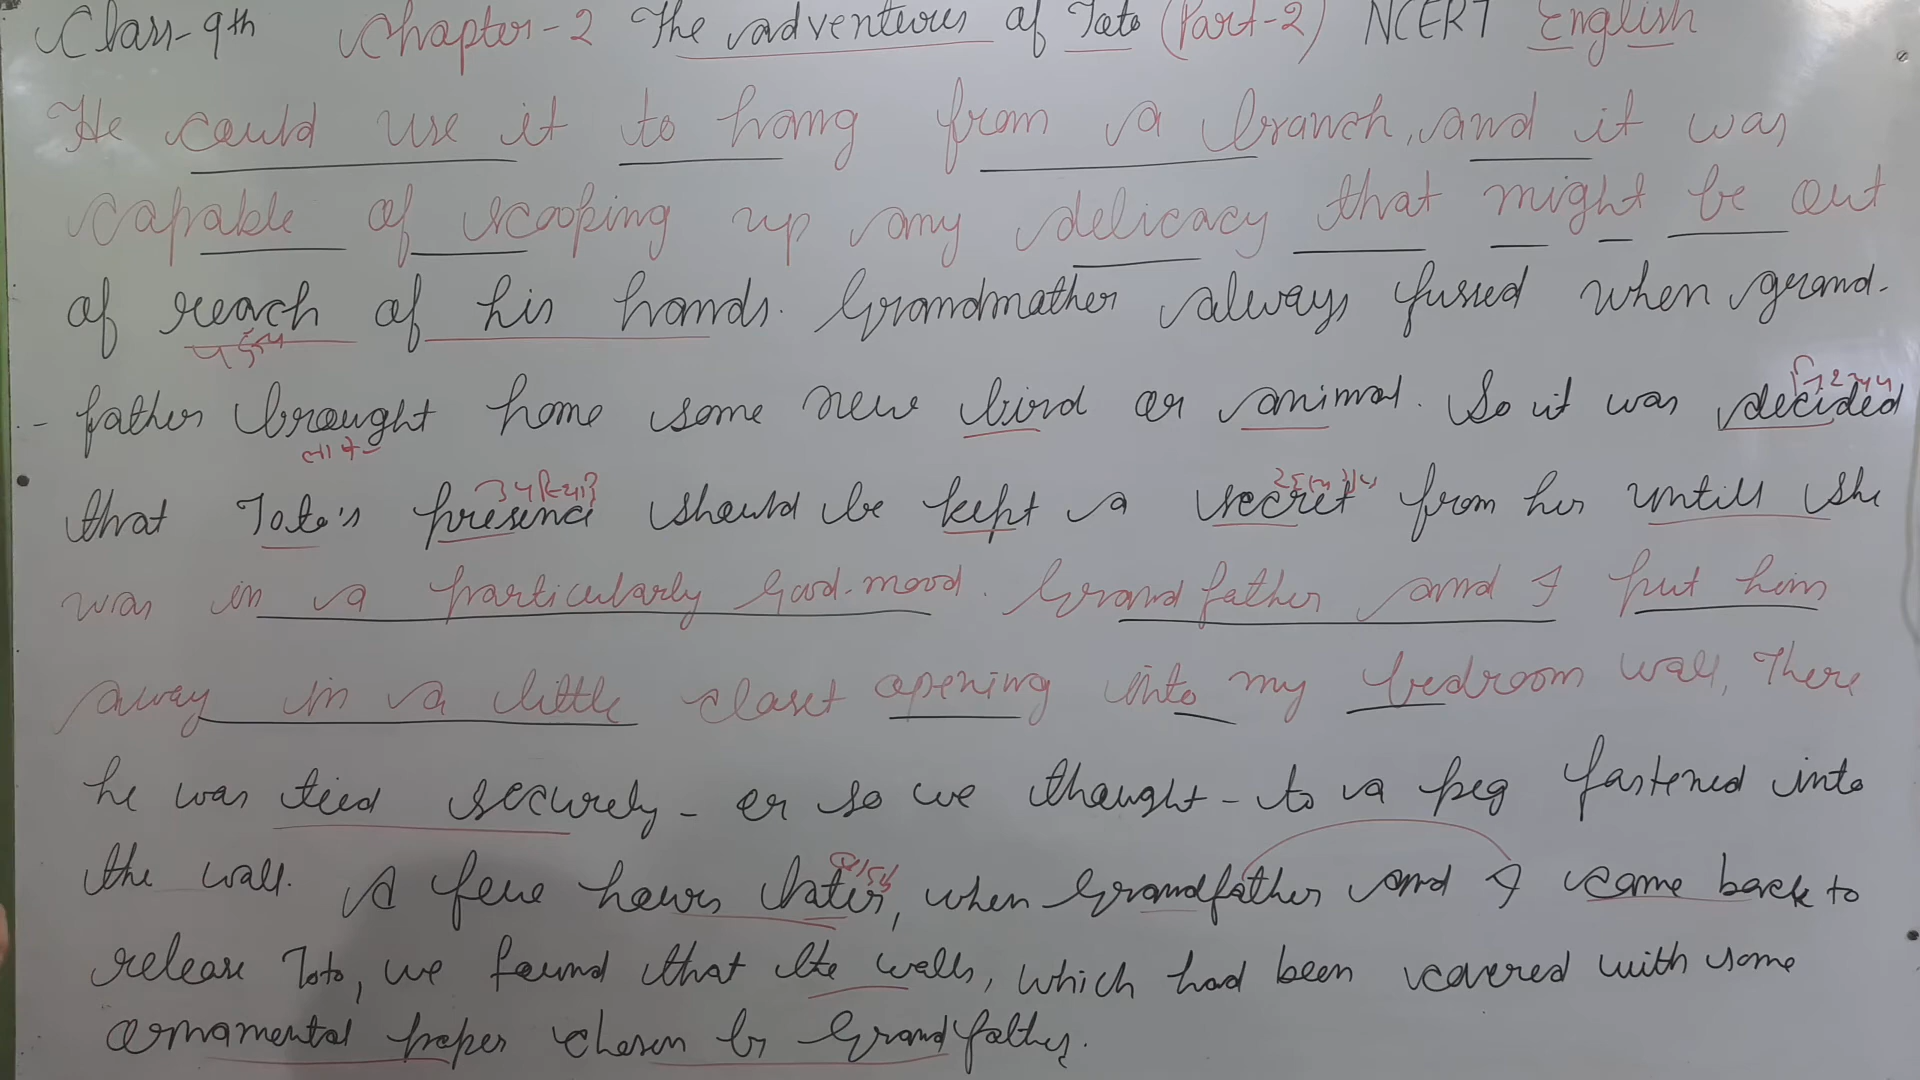 Class-9th Chapter-2 The adventures of Toto (Part-2) NCERT English
He could use it to hang from a branch, and it was
capable of scooping up any delicacy that might be out
of reach of his hands. Grandmother always fussed when grand-
-father brought home some new bird or animal. So it was decided
that Toto's presence should be kept a secret from her untill she
was in a particularly Good-mood. Grandfather and I put him
away in a little closet opening into my bedroom wall, There
he was tied securely - or so we thought - to a peg fastened into
the wall. A few hours later, when Grandfather and I came back to
release Toto, we found that the walls, which had been covered with some
ornamental paper chosen by Grandfather.